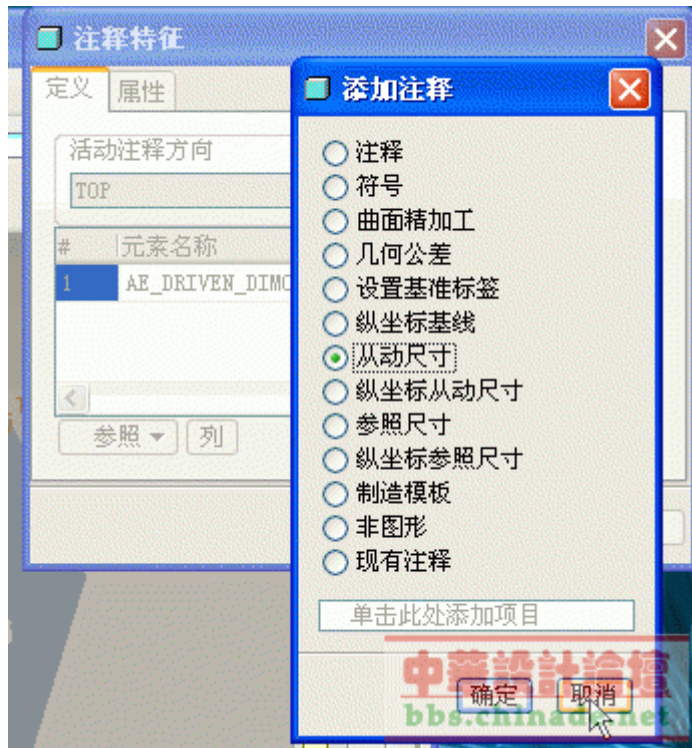 注释特征
定义 属性
活动注释方向
TOP
# 元素名称
1 AE_DRIVEN_DIM
参照 列
添加注释
注释
符号
曲面精加工
几何公差
设置基准标签
纵坐标基线
从动尺寸
纵坐标从动尺寸
参照尺寸
纵坐标参照尺寸
制造模板
非图形
现有注释
单击此处添加项目
中華設計論壇
确定 取消
bbs.chinade.net